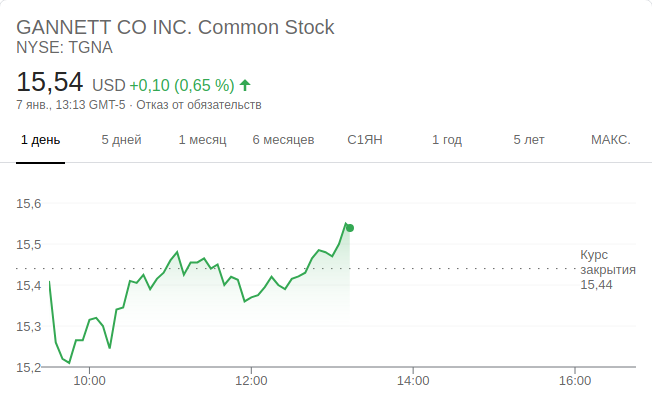 GANNETT CO INC. Common Stock
NYSE: TGNA
15,54 USD +0,10 (0,65 %)
7 янв., 13:13 GMT-5 · Отказ от обязательств
1 день 5 дней 1 месяц 6 месяцев С1ЯН 1 год 5 лет МАКС.
15,6
15,5
Курс
закрытия
15,4
15,44
15,3
15,2
10:00 12:00 14:00 16:00